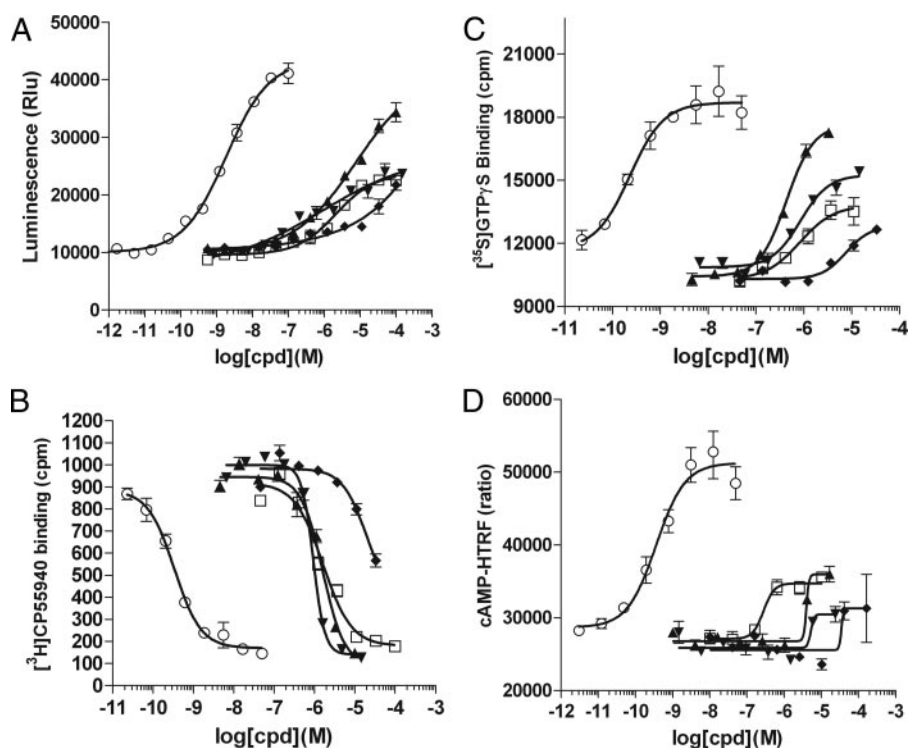 A
Luminescence (Rlu)
50000
40000
30000
20000
10000
0
-12 -11 -10 -9 -8 -7 -6 -5 -4 -3
log[cpd](M)
C
[³⁵S]GTPγS Binding (cpm)
21000
18000
15000
12000
9000
-11 -10 -9 -8 -7 -6 -5 -4
log[cpd](M)
B
[³H]CP55940 binding (cpm)
1200
1100
1000
900
800
700
600
500
400
300
200
100
0
-11 -10 -9 -8 -7 -6 -5 -4 -3
log[cpd](M)
D
cAMP-HTRF (ratio)
60000
50000
40000
30000
20000
-12 -11 -10 -9 -8 -7 -6 -5 -4 -3
log[cpd](M)